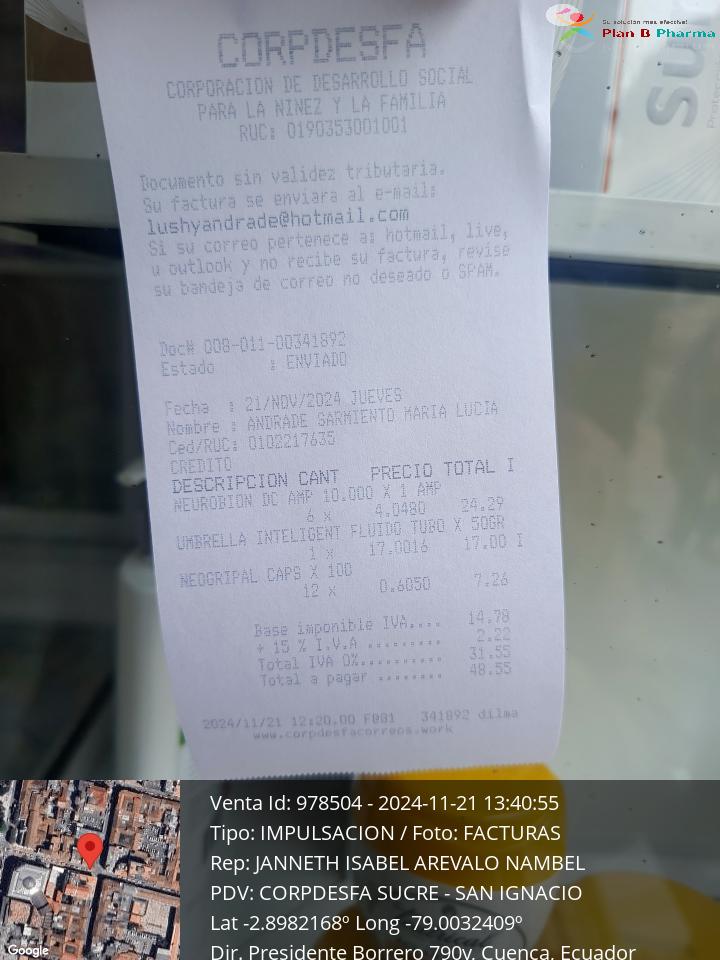 Su solución más efectiva!
Plan B Pharma
CORPDESFA
CORPORACION DE DESARROLLO SOCIAL
PARA LA NINEZ Y LA FAMILIA
RUC: 0190353001001
Documento sin validez tributaria.
Su factura se enviara al e-mail:
lushyandrade@hotmail.com
Si su correo pertenece a: hotmail, live,
u outlook y no recibe su factura, revise
su bandeja de correo no deseado o SPAM.
Doc# 008-011-00341892
Estado : ENVIADO
Fecha : 21/NOV/2024 JUEVES
Nombre : ANDRADE SARMIENTO MARIA LUCIA
Ced/RUC: 0102217635
CREDITO
DESCRIPCION CANT PRECIO TOTAL I
NEUROBION DC AMP 10.000 X 1 AMP
6 x 4.0480 24.29
UMBRELLA INTELIGENT FLUIDO TUBO X 50GR
1 x 17.0016 17.00 I
NEOGRIPAL CAPS X 100
12 x 0.6050 7.26
Base imponible IVA.... 14.78
+ 15 % I.V.A ......... 2.22
Total IVA 0%.......... 31.55
Total a pagar ........ 48.55
2024/11/21 12:20.00 F001 341892 dilma
www.corpdesfacorreos.work
Venta Id: 978504 - 2024-11-21 13:40:55
Tipo: IMPULSACION / Foto: FACTURAS
Rep: JANNETH ISABEL AREVALO NAMBEL
PDV: CORPDESFA SUCRE - SAN IGNACIO
Lat -2.8982168º Long -79.0032409º
Dir. Presidente Borrero 790y, Cuenca, Ecuador
Google